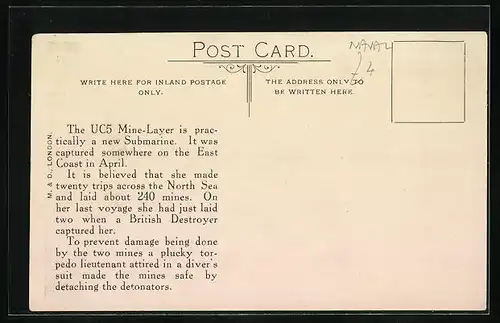 POST CARD.
NAVAL
74
WRITE HERE FOR INLAND POSTAGE
ONLY.
THE ADDRESS ONLY TO
BE WRITTEN HERE.
M. & D., LONDON.
The UC5 Mine-Layer is prac-
tically a new Submarine. It was
captured somewhere on the East
Coast in April.
It is believed that she made
twenty trips across the North Sea
and laid about 240 mines. On
her last voyage she had just laid
two when a British Destroyer
captured her.
To prevent damage being done
by the two mines a plucky tor-
pedo lieutenant attired in a diver's
suit made the mines safe by
detaching the detonators.